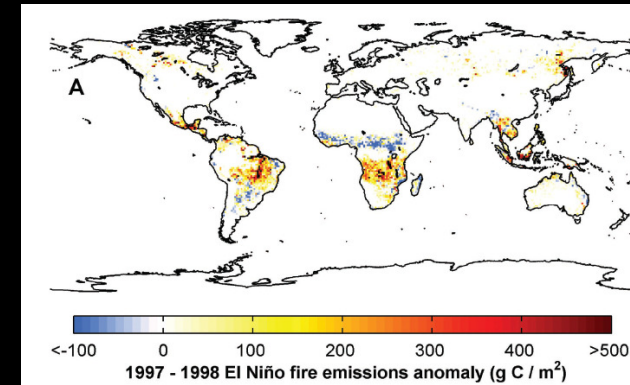 A
<-100 0 100 200 300 400 >500
1997 - 1998 El Niño fire emissions anomaly (g C / m²)